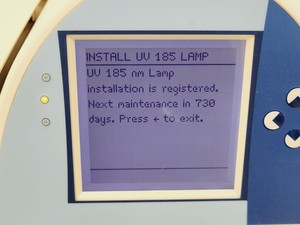 INSTALL UV 185 LAMP
UV 185 nm Lamp
installation is registered.
Next maintenance in 730
days. Press ← to exit.